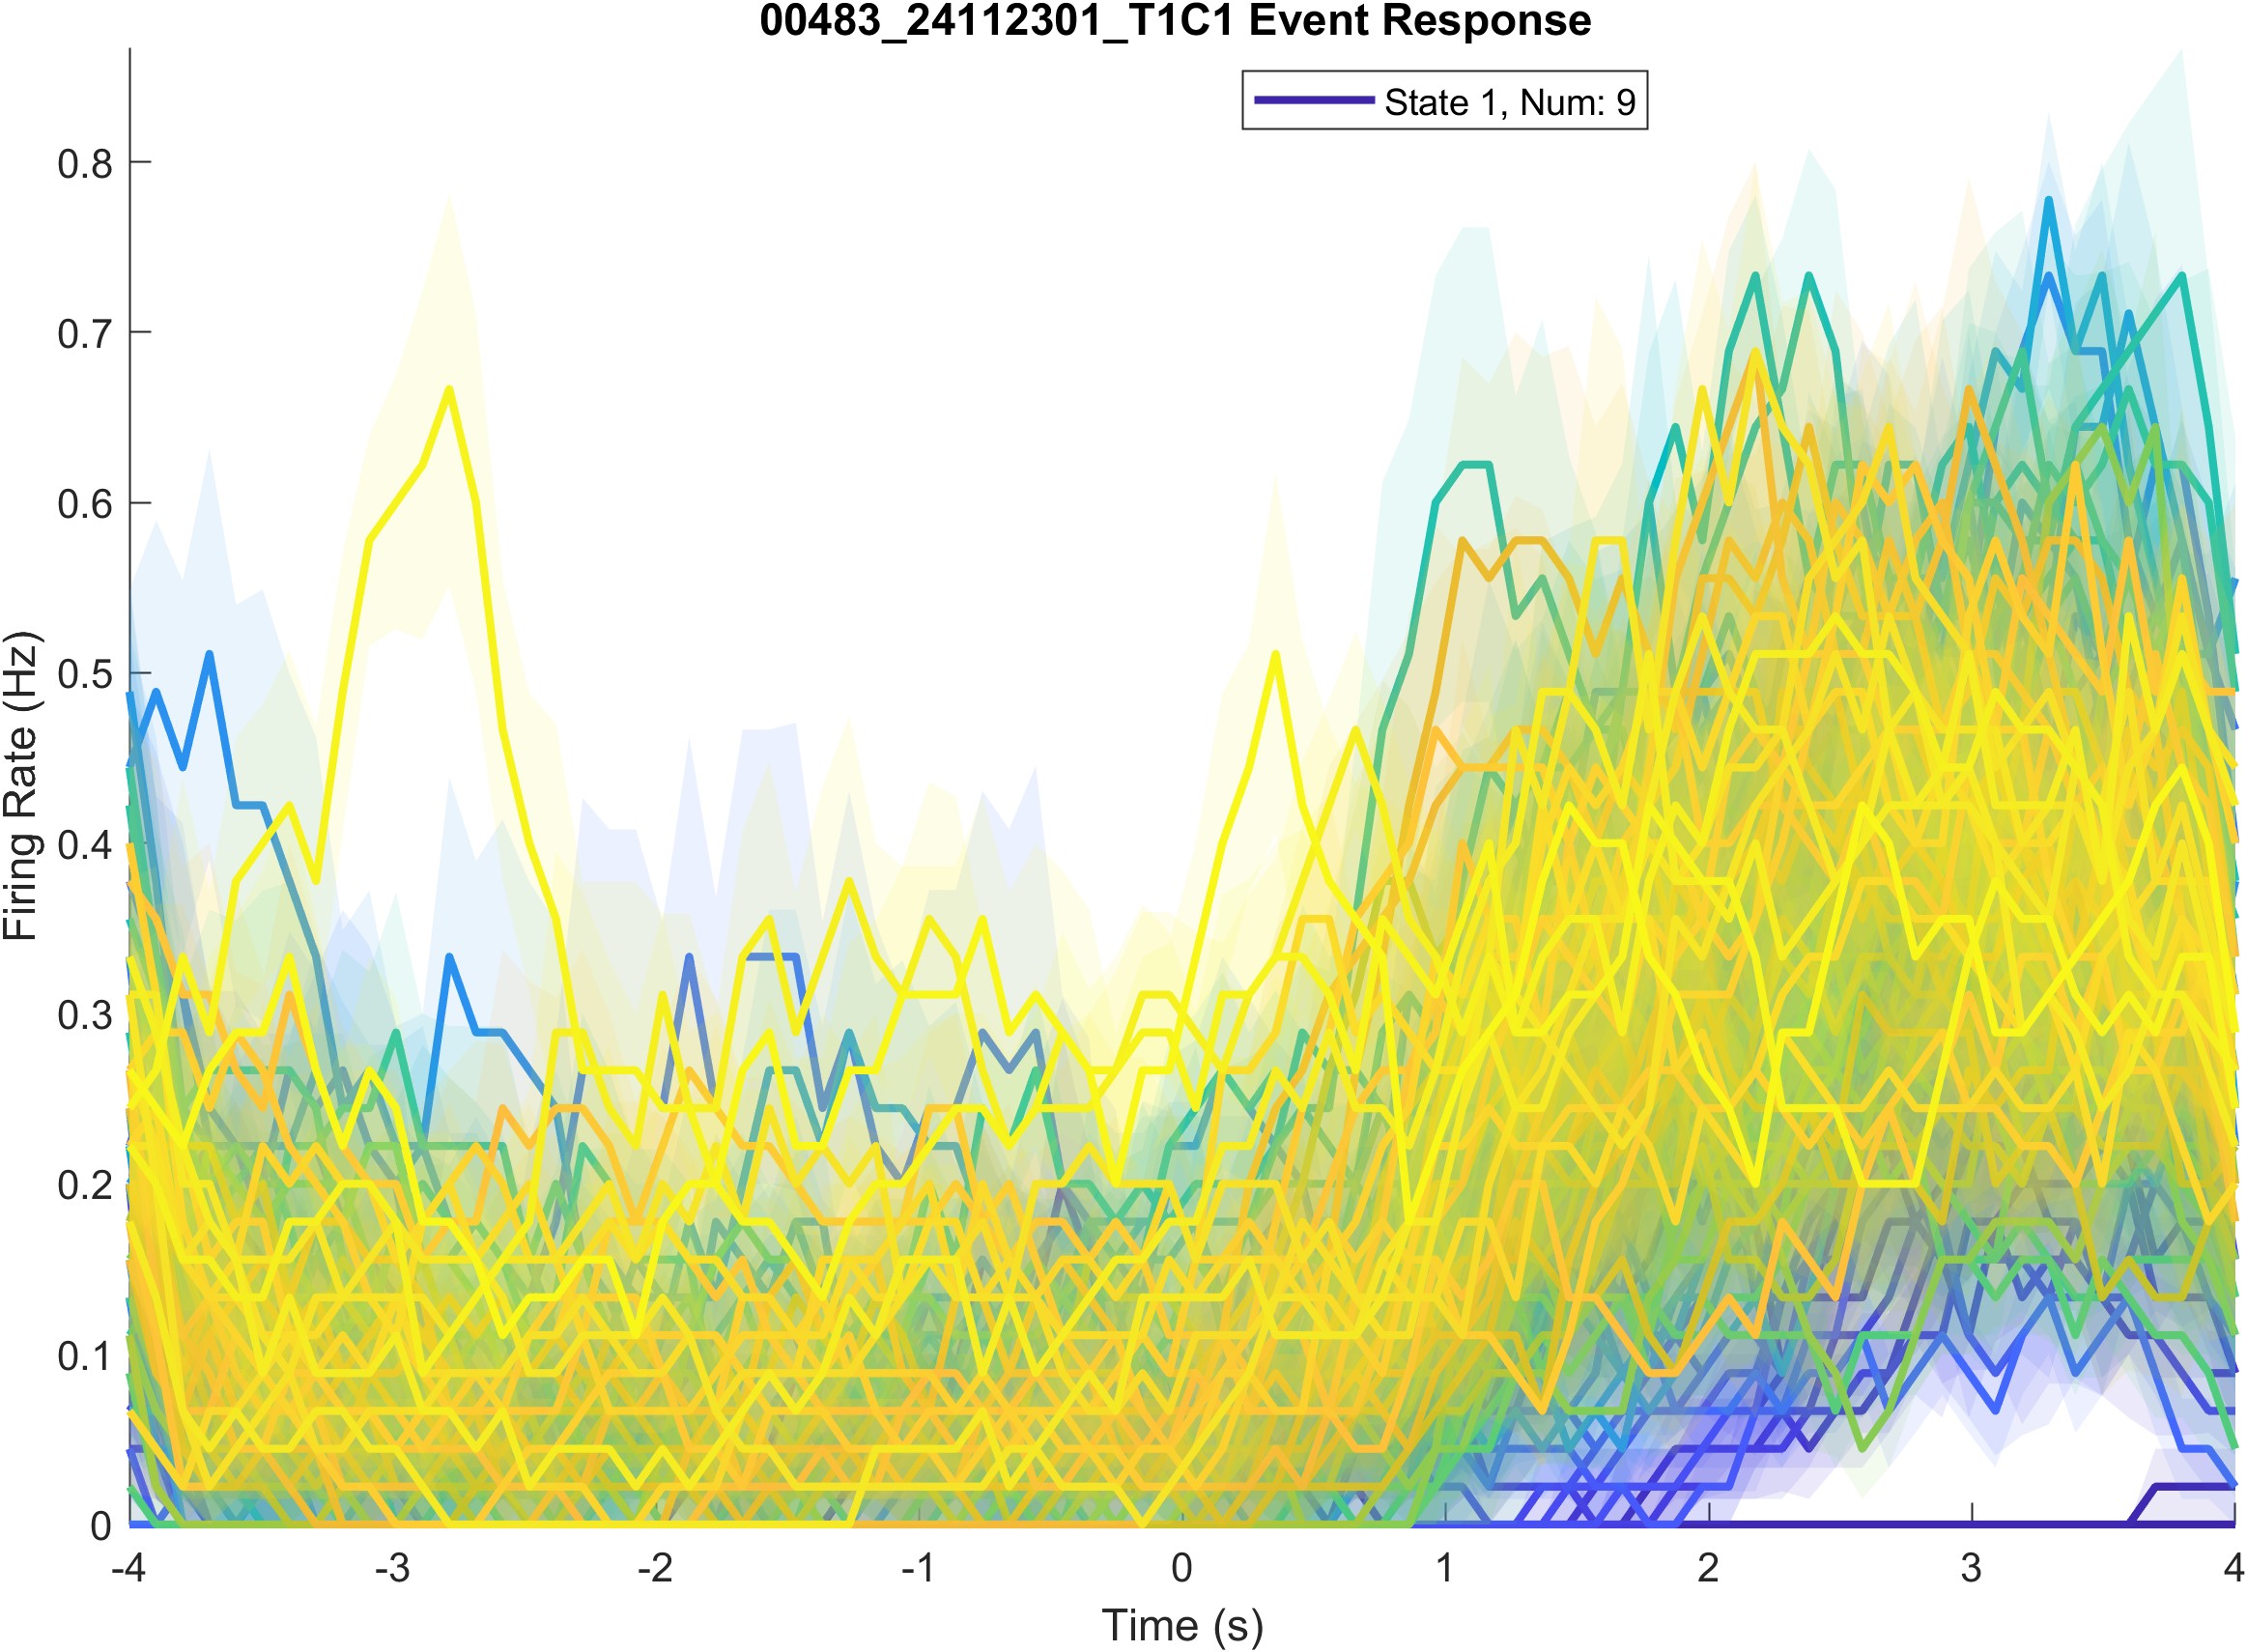 00483_24112301_T1C1 Event Response
State 1, Num: 9
Firing Rate (Hz)
0.8
0.7
0.6
0.5
0.4
0.3
0.2
0.1
0
-4 -3 -2 -1 0 1 2 3 4
Time (s)